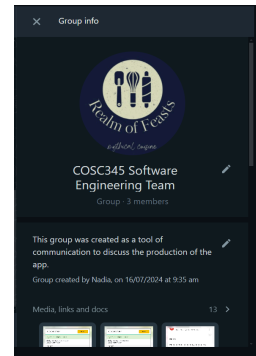 Group info
Realm of Feasts
mythical cuisine
COSC345 Software
Engineering Team
Group · 3 members
This group was created as a tool of
communication to discuss the production of the
app.
Group created by Nadia, on 16/07/2024 at 9:35 am
Media, links and docs
13